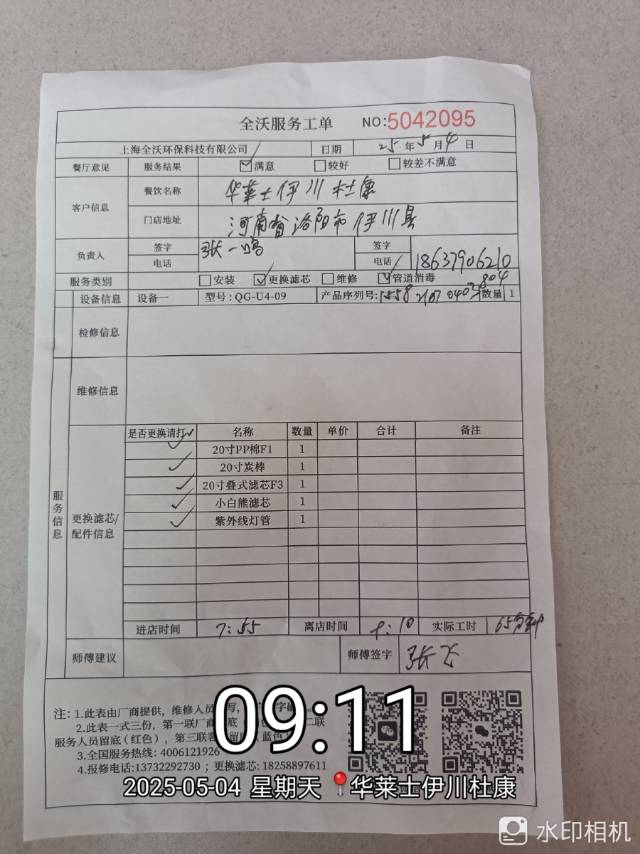 全沃服务工单 NO:5042095
上海全沃环保科技有限公司 日期 25年5月4日
餐厅意见 服务结果 ☑满意 □较好 □较差不满意
客户信息 餐饮名称 华莱士伊川杜康
门店地址 河南省洛阳市伊川县
负责人 签字 张一鸣 签字
电话 电话 18637906210
服务类别 □安装 ☑更换滤芯 □维修 ☑管道消毒
设备信息 设备一 型号:QG-U4-09 产品序列号: 数量 1
检修信息
维修信息
服务信息
更换滤芯/配件信息
是否更换请打✓ 名称 数量 单价 合计 备注
✓ 20寸PP棉F1 1
✓ 20寸炭棒 1
✓ 20寸叠式滤芯F3 1
✓ 小白熊滤芯 1
✓ 紫外线灯管 1
进店时间 7:55 离店时间 9:10 实际工时 65分钟
师傅建议 师傅签字 张飞
注:1.此表由厂商提供,维修人员
2.此表一式三份,第一联厂商 二联
服务人员留底(红色),第三联
3.全国服务热线:4006121926
4.报修电话:13732292730;更换滤芯:18258897611
09:11
2025-05-04 星期天 📍华莱士伊川杜康
水印相机